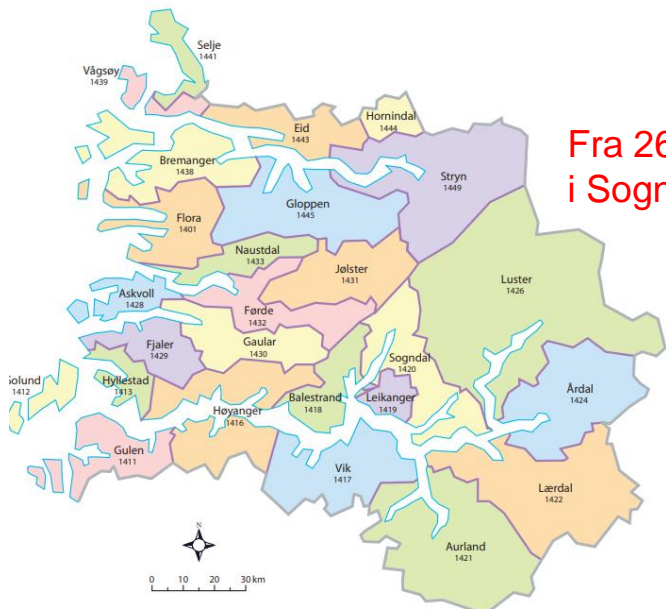 Selje
1441
Vågsøy
1439
Hornindal
1444
Eid
1443
Fra 26
i Sogn
Bremanger
1438
Stryn
1449
Gloppen
1445
Flora
1401
Naustdal
1433
Jølster
1431
Luster
1426
Askvoll
1428
Førde
1432
Fjaler
1429
Gaular
1430
Sogndal
1420
Solund
1412
Hyllestad
1413
Balestrand
1418
Leikanger
1419
Årdal
1424
Høyanger
1416
Gulen
1411
Vik
1417
Lærdal
1422
Aurland
1421
N
0 10 20 30 km